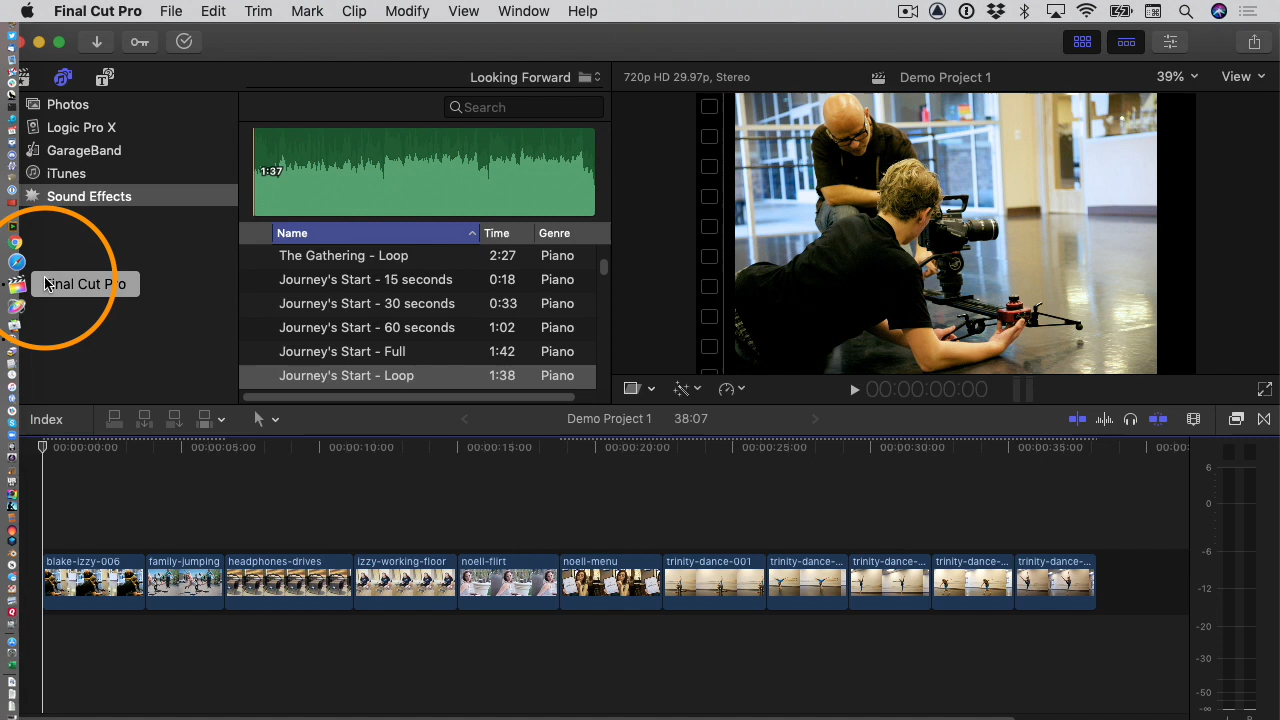 Final Cut Pro File Edit Trim Mark Clip Modify View Window Help
Looking Forward
720p HD 29.97p, Stereo
Demo Project 1
39%
View
Photos
Logic Pro X
GarageBand
iTunes
Sound Effects
Final Cut Pro
Search
1:37
Name Time Genre
The Gathering - Loop 2:27 Piano
Journey's Start - 15 seconds 0:18 Piano
Journey's Start - 30 seconds 0:33 Piano
Journey's Start - 60 seconds 1:02 Piano
Journey's Start - Full 1:42 Piano
Journey's Start - Loop 1:38 Piano
00:00:00:00
Index
Demo Project 1 38:07
00:00:00:00 00:00:05:00 00:00:10:00 00:00:15:00 00:00:20:00 00:00:25:00 00:00:30:00 00:00:35:00 00:00:
blake-izzy-006 family-jumping headphones-drives izzy-working-floor noell-flirt noell-menu trinity-dance-001 trinity-dance-... trinity-dance-... trinity-dance-... trinity-dance-...
6
0
-6
-12
-20
-30
-50
-∞